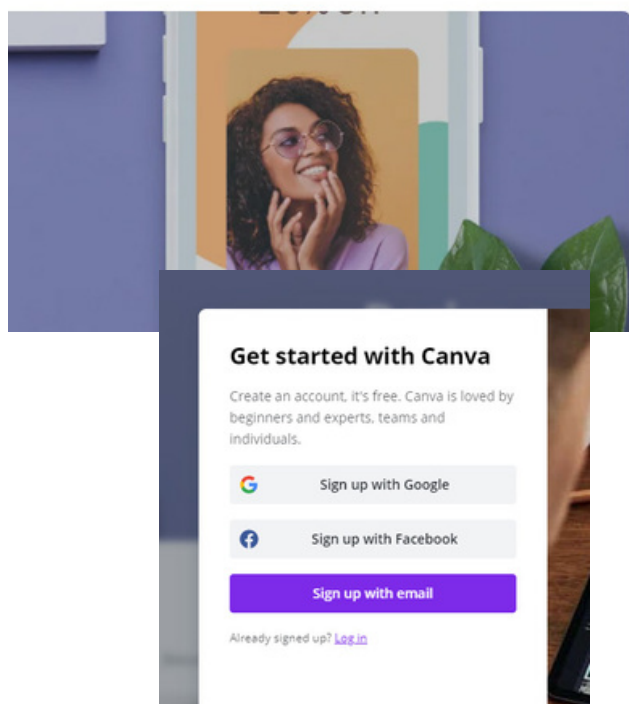 Get started with Canva
Create an account, it's free. Canva is loved by
beginners and experts, teams and
individuals.
Sign up with Google
Sign up with Facebook
Sign up with email
Already signed up? Log in